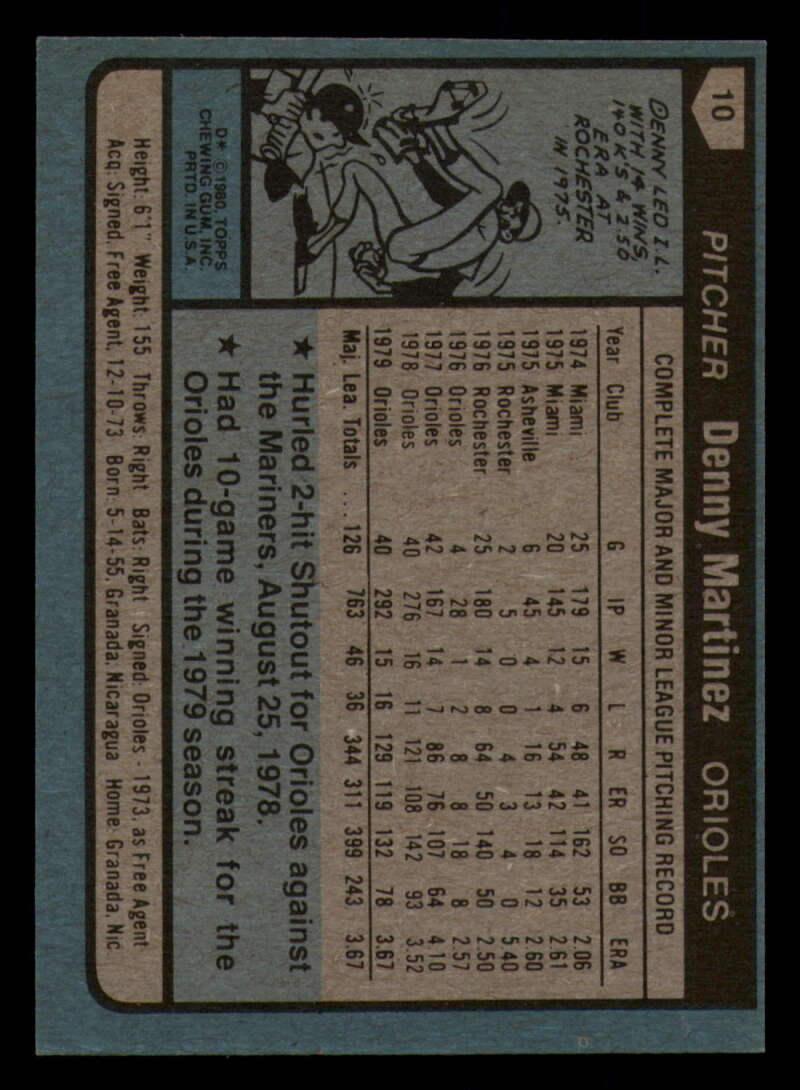 10
PITCHER Denny Martinez ORIOLES
DENNY LED I.L.
WITH 14 WINS,
140 K'S & 2.50
ERA AT
ROCHESTER
IN 1975.
D* © 1980, TOPPS
CHEWING GUM, INC.
PRTD. IN U.S.A.
COMPLETE MAJOR AND MINOR LEAGUE PITCHING RECORD
Year Club G IP W L R ER SO BB ERA
1974 Miami 25 179 15 6 48 41 162 53 2.06
1975 Miami 20 145 12 4 54 42 114 35 2.61
1975 Asheville 6 45 4 1 16 13 18 12 2.60
1975 Rochester 2 5 0 0 4 3 4 0 5.40
1976 Rochester 25 180 14 8 64 50 140 50 2.50
1976 Orioles 4 28 1 2 8 8 18 8 2.57
1977 Orioles 42 167 14 7 86 76 107 64 4.10
1978 Orioles 40 276 16 11 121 108 142 93 3.52
1979 Orioles 40 292 15 16 129 119 132 78 3.67
Maj. Lea. Totals ... 126 763 46 36 344 311 399 243 3.67
★ Hurled 2-hit Shutout for Orioles against
the Mariners, August 25, 1978.
★ Had 10-game winning streak for the
Orioles during the 1979 season.
Height: 6'1" Weight: 155 Throws: Right Bats: Right Signed: Orioles - 1973, as Free Agent
Acq: Signed, Free Agent, 12-10-73 Born: 5-14-55, Granada, Nicaragua Home: Granada, Nic.